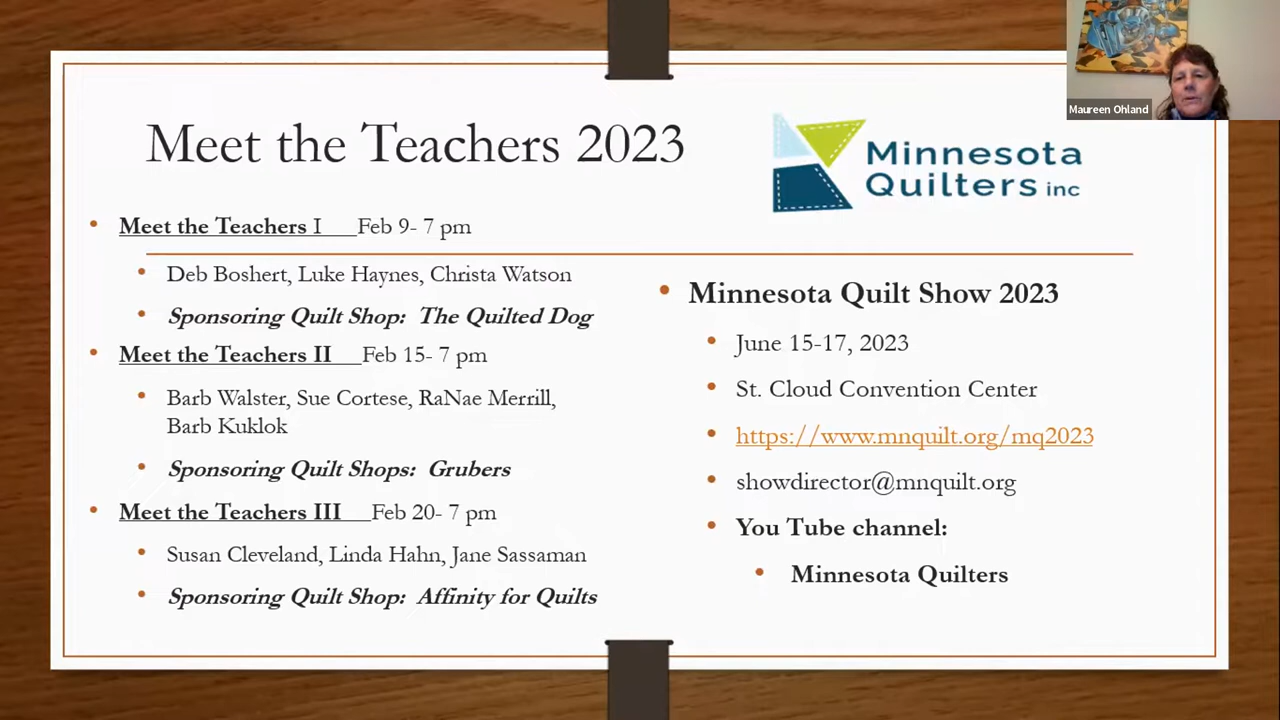 Maureen Ohland
Meet the Teachers 2023
Minnesota
Quilters inc
Meet the Teachers I Feb 9- 7 pm
Deb Boshert, Luke Haynes, Christa Watson
Sponsoring Quilt Shop: The Quilted Dog
Meet the Teachers II Feb 15- 7 pm
Barb Walster, Sue Cortese, RaNae Merrill,
Barb Kuklok
Sponsoring Quilt Shops: Grubers
Meet the Teachers III Feb 20- 7 pm
Susan Cleveland, Linda Hahn, Jane Sassaman
Sponsoring Quilt Shop: Affinity for Quilts
Minnesota Quilt Show 2023
June 15-17, 2023
St. Cloud Convention Center
https://www.mnquilt.org/mq2023
showdirector@mnquilt.org
You Tube channel:
Minnesota Quilters